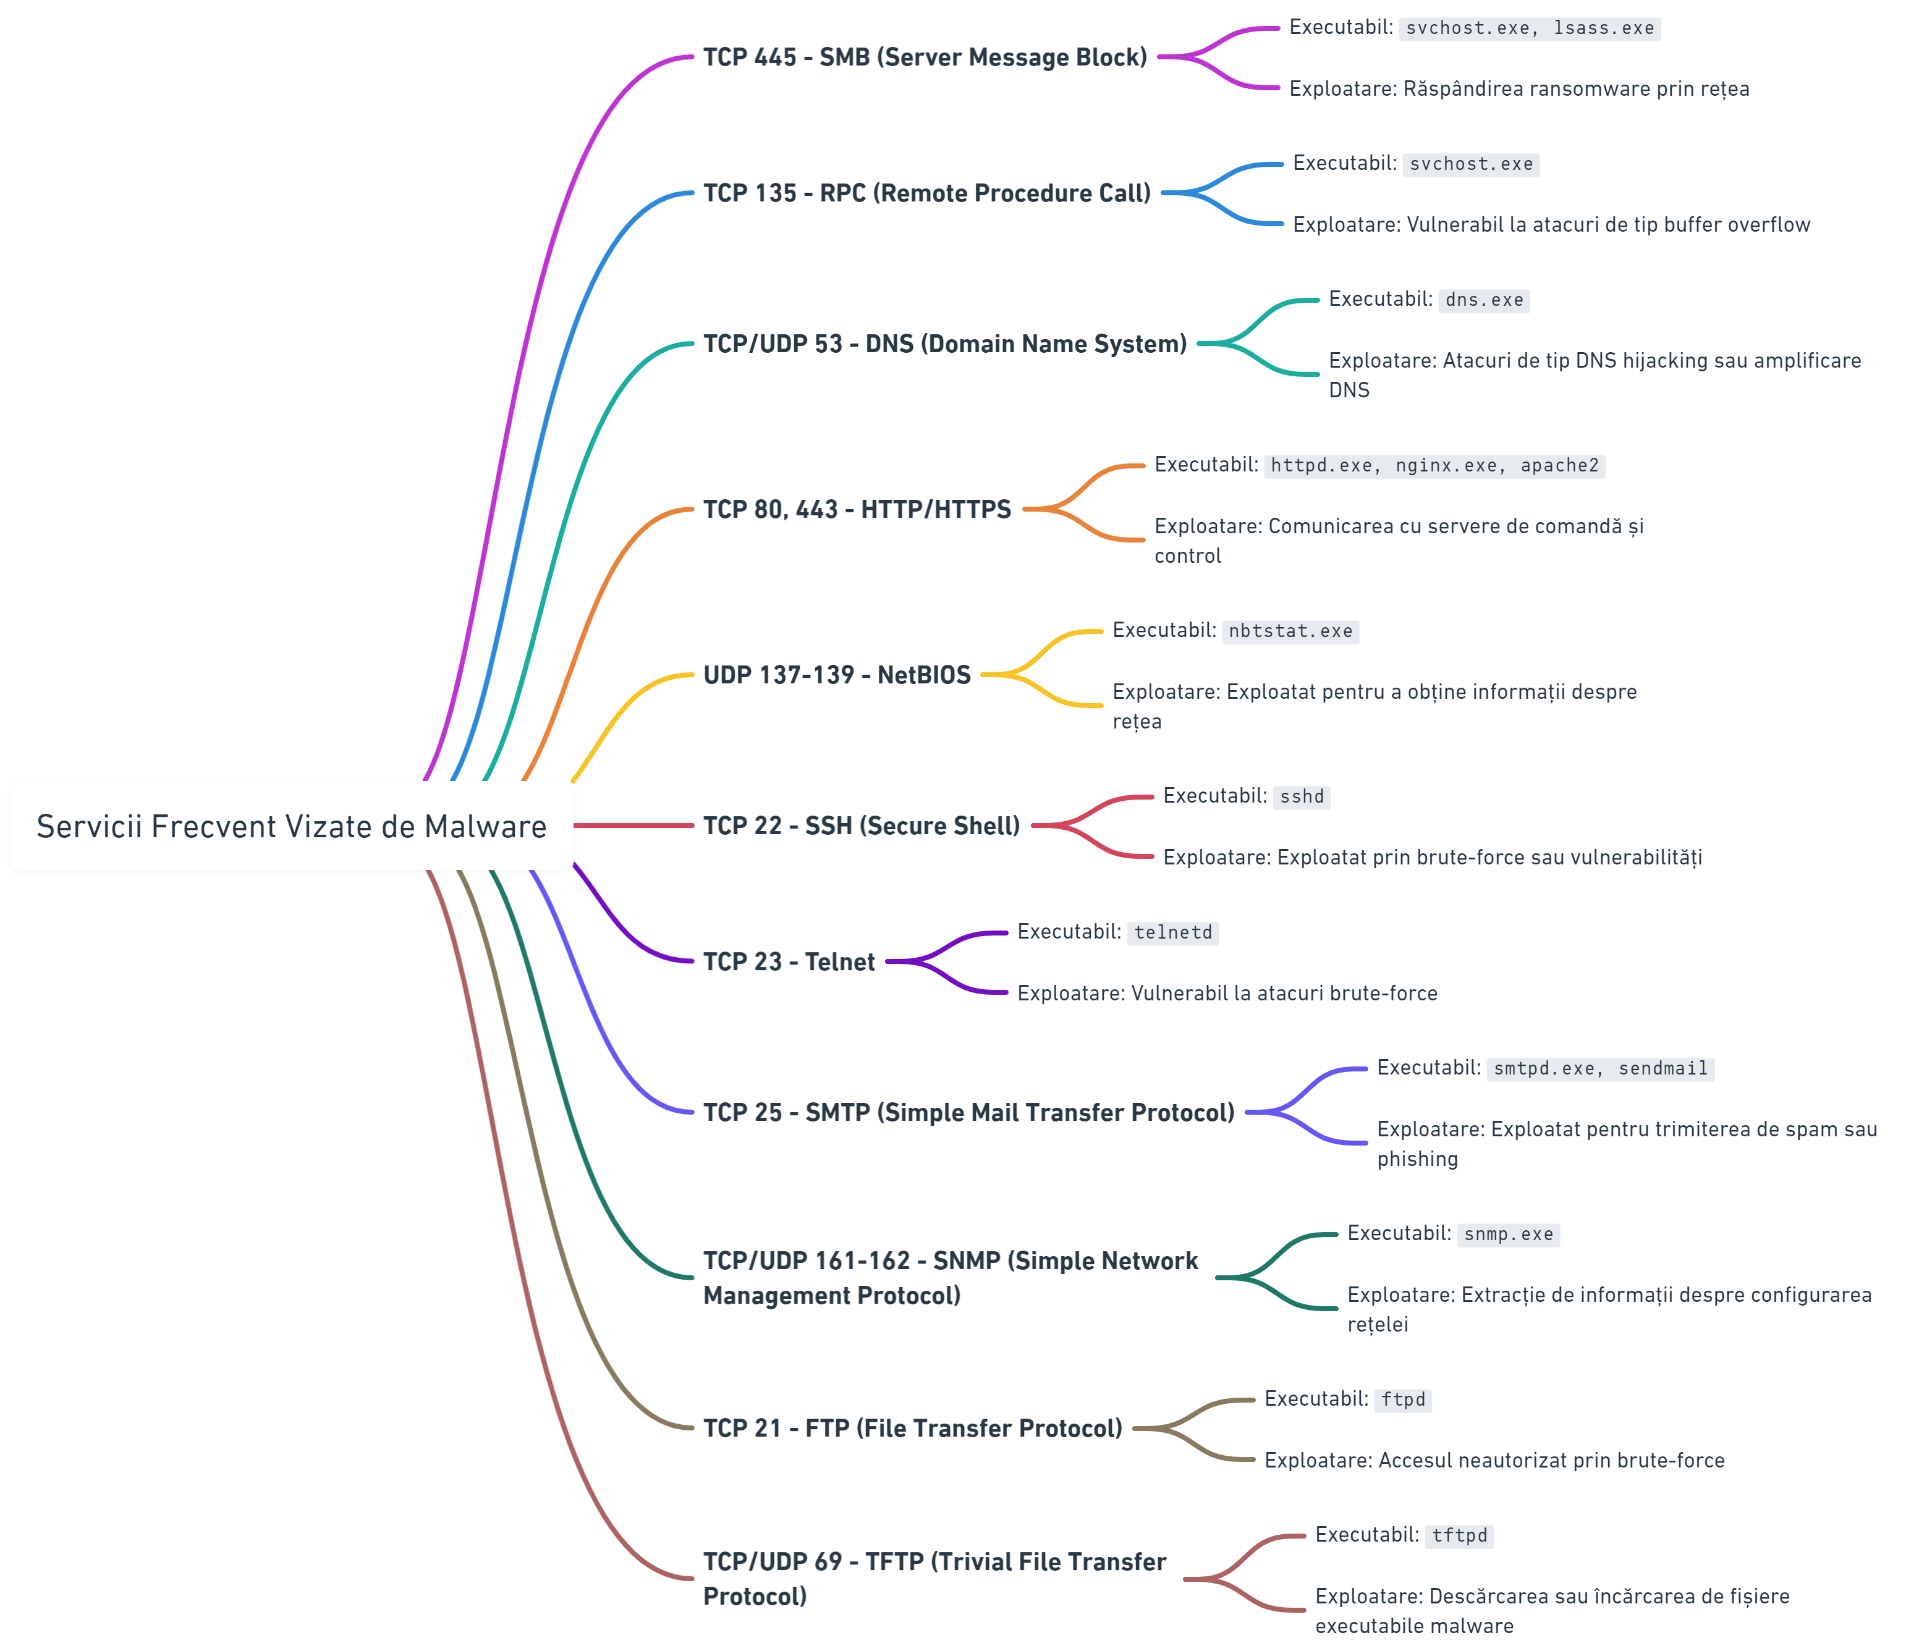 Servicii Frecvent Vizate de Malware
TCP 445 - SMB (Server Message Block)
Executabil: svchost.exe, lsass.exe
Exploatare: Răspândirea ransomware prin rețea
TCP 135 - RPC (Remote Procedure Call)
Executabil: svchost.exe
Exploatare: Vulnerabil la atacuri de tip buffer overflow
TCP/UDP 53 - DNS (Domain Name System)
Executabil: dns.exe
Exploatare: Atacuri de tip DNS hijacking sau amplificare
DNS
TCP 80, 443 - HTTP/HTTPS
Executabil: httpd.exe, nginx.exe, apache2
Exploatare: Comunicarea cu servere de comandă și
control
UDP 137-139 - NetBIOS
Executabil: nbtstat.exe
Exploatare: Exploatat pentru a obține informații despre
rețea
TCP 22 - SSH (Secure Shell)
Executabil: sshd
Exploatare: Exploatat prin brute-force sau vulnerabilități
TCP 23 - Telnet
Executabil: telnetd
Exploatare: Vulnerabil la atacuri brute-force
TCP 25 - SMTP (Simple Mail Transfer Protocol)
Executabil: smtpd.exe, sendmail
Exploatare: Exploatat pentru trimiterea de spam sau
phishing
TCP/UDP 161-162 - SNMP (Simple Network
Management Protocol)
Executabil: snmp.exe
Exploatare: Extracție de informații despre configurarea
rețelei
TCP 21 - FTP (File Transfer Protocol)
Executabil: ftpd
Exploatare: Accesul neautorizat prin brute-force
TCP/UDP 69 - TFTP (Trivial File Transfer
Protocol)
Executabil: tftpd
Exploatare: Descărcarea sau încărcarea de fișiere
executabile malware